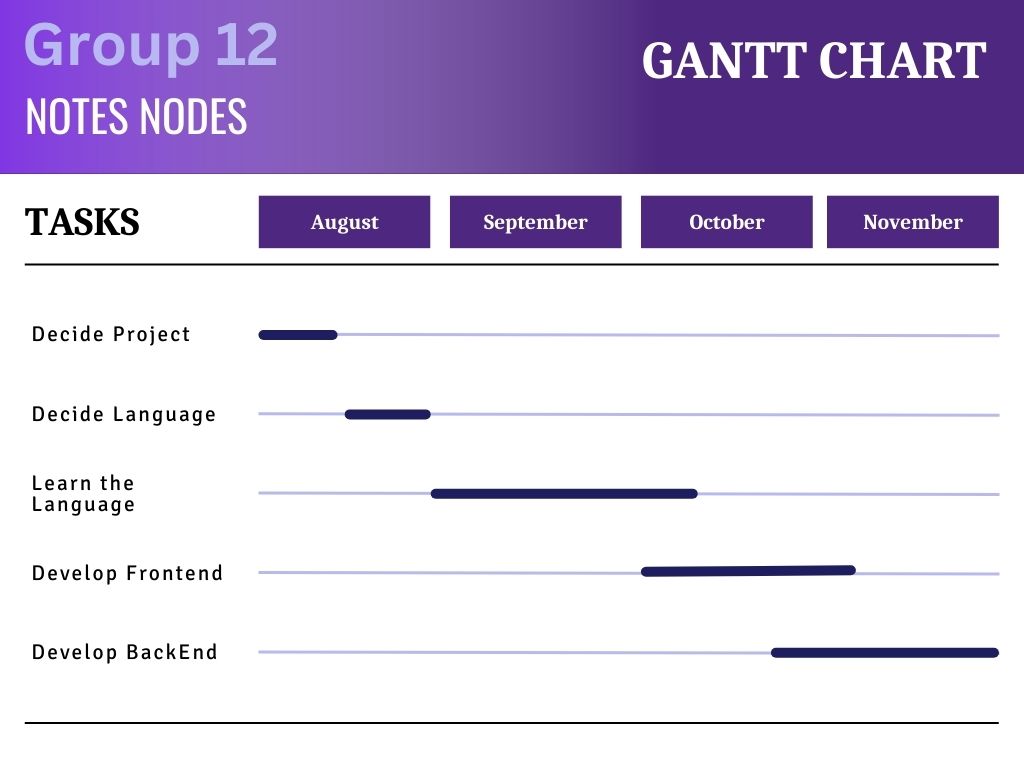 Group 12
NOTES NODES
GANTT CHART
TASKS
August
September
October
November
Decide Project
Decide Language
Learn the
Language
Develop Frontend
Develop BackEnd